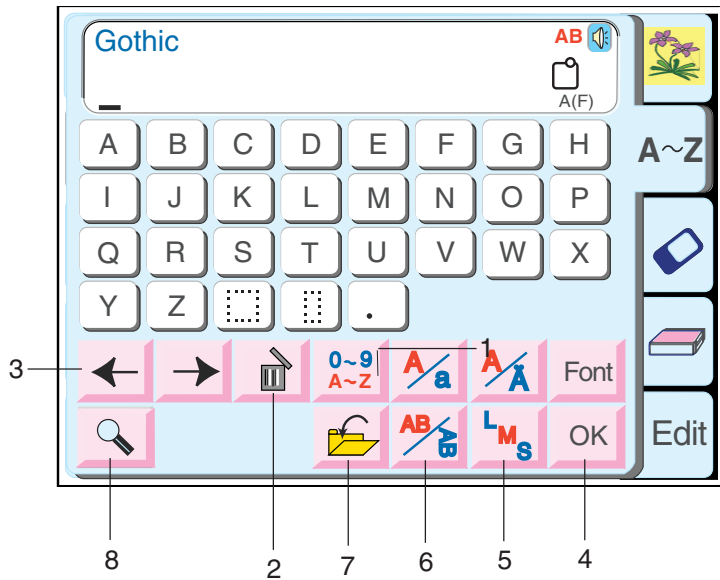 Gothic AB
A(F)
A B C D E F G H A~Z
I J K L M N O P
Q R S T U V W X
Y Z .
3 0~9 A~Z 1 A/a A/Ä Font
AB/AB L M S OK Edit
8 2 7 6 5 4